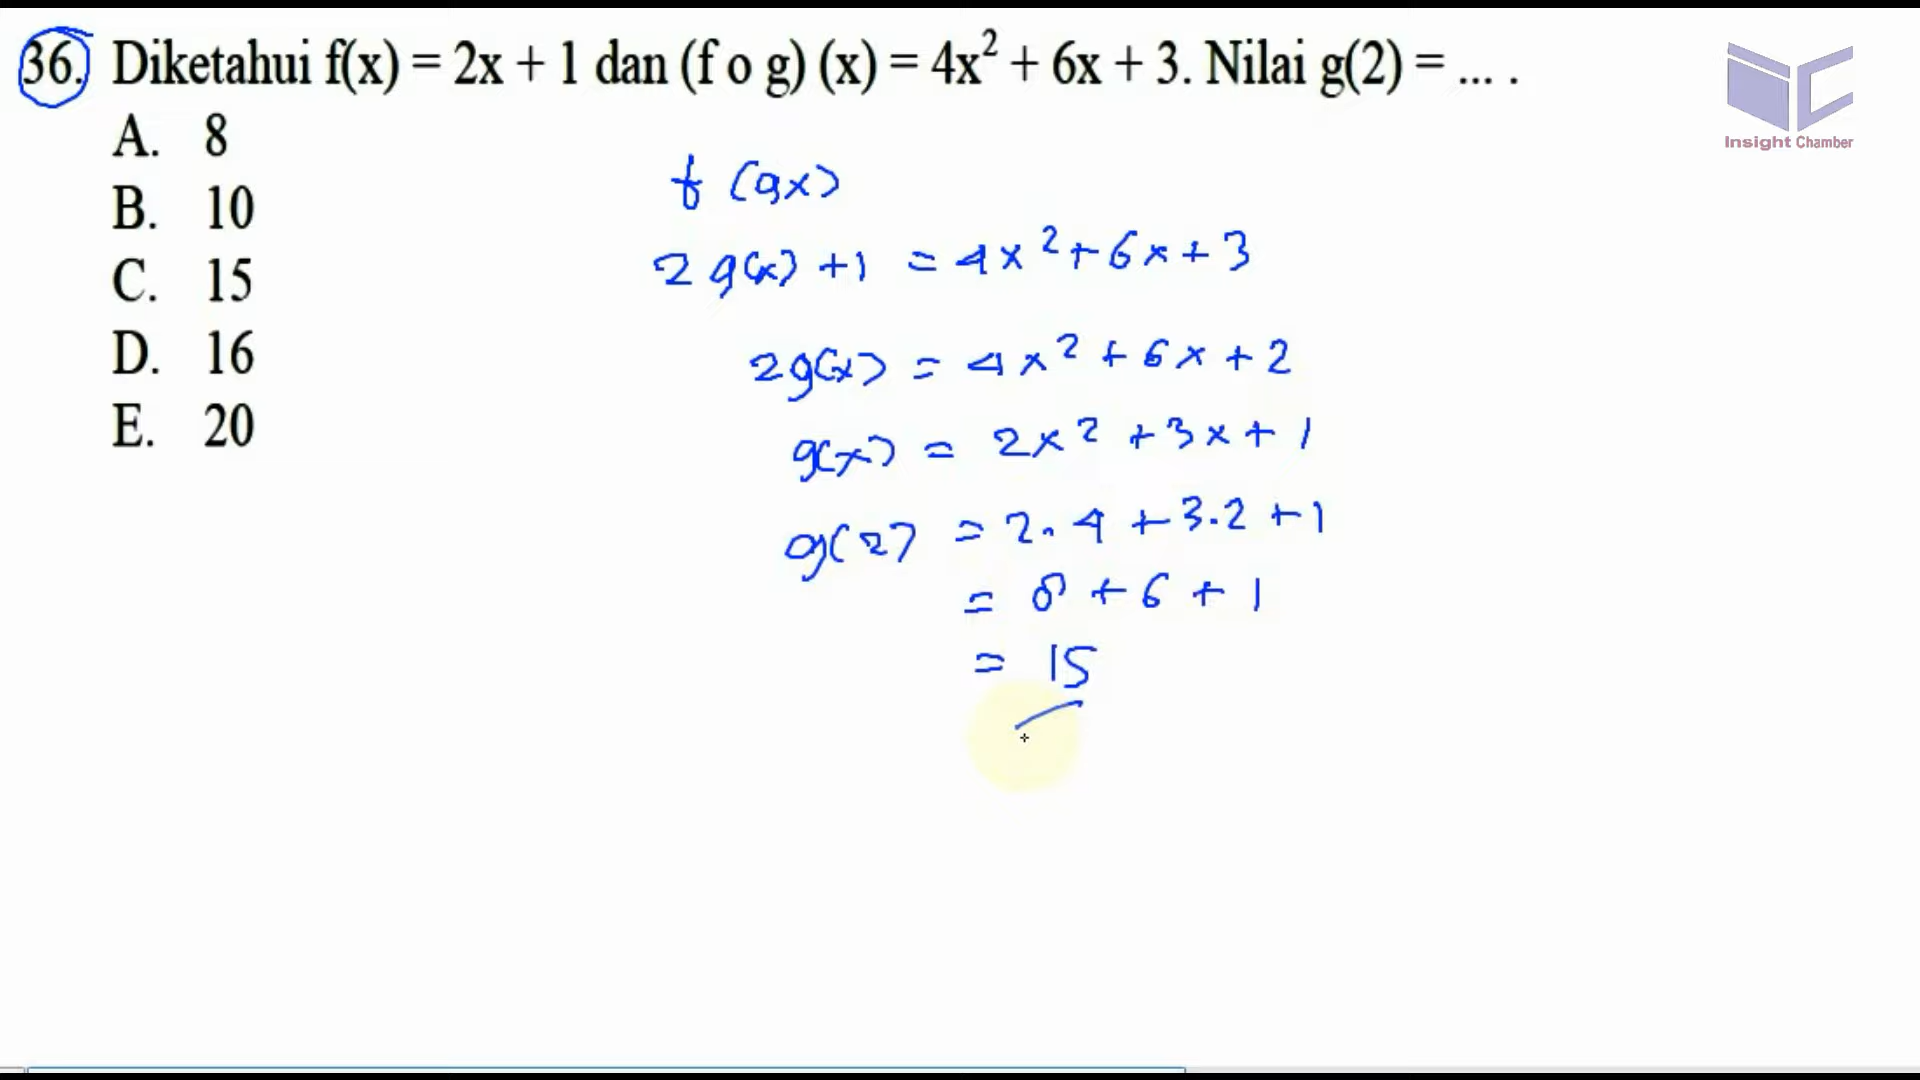 36. Diketahui f(x) = 2x + 1 dan (f o g) (x) = 4x² + 6x + 3. Nilai g(2) = ... .
A. 8
B. 10
C. 15
D. 16
E. 20
Insight Chamber
f (gx)
2 g(x) + 1 = 4x² + 6x + 3
2g(x) = 4x² + 6x + 2
g(x) = 2x² + 3x + 1
g(2) = 2 . 4 + 3.2 + 1
= 8 + 6 + 1
= 15